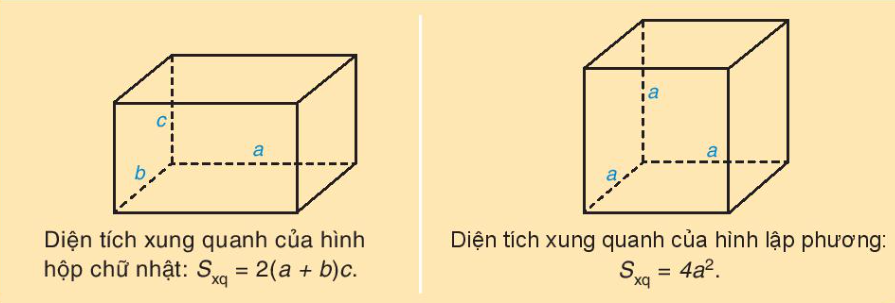 c
a
b
Diện tích xung quanh của hình
hộp chữ nhật: Sxq = 2(a + b)c.
a
a
a
Diện tích xung quanh của hình lập phương:
Sxq = 4a².